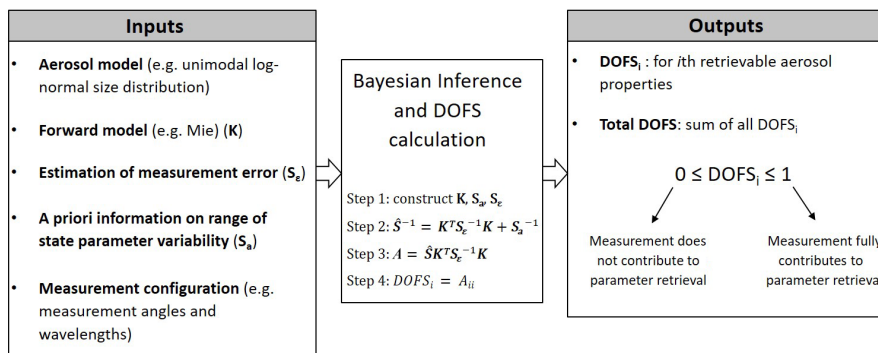 Inputs
• Aerosol model (e.g. unimodal log-
normal size distribution)
• Forward model (e.g. Mie) (K)
• Estimation of measurement error (Sε)
• A priori information on range of
state parameter variability (Sa)
• Measurement configuration (e.g.
measurement angles and
wavelengths)
Bayesian Inference
and DOFS
calculation
Step 1: construct K, Sa, Sε
Step 2: Ŝ⁻¹ = KᵀSε⁻¹K + Sa⁻¹
Step 3: A = ŜKᵀSε⁻¹K
Step 4: DOFSi = Aii
Outputs
• DOFSi : for ith retrievable aerosol
properties
• Total DOFS: sum of all DOFSi
0 ≤ DOFSi ≤ 1
Measurement does
not contribute to
parameter retrieval
Measurement fully
contributes to
parameter retrieval